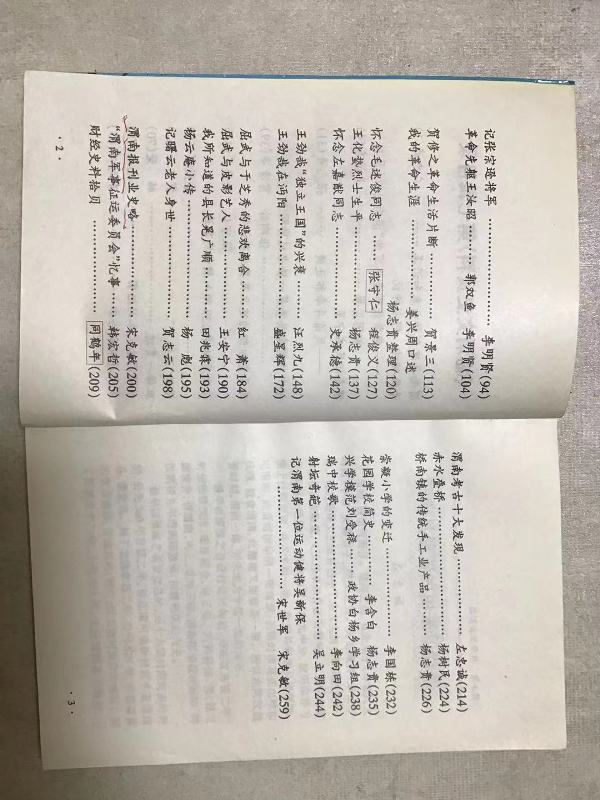 记张宗逊将军 …………………… 李明贤(94)
革命先躯王汝昭 ……… 郭双鱼 李明贤(104)
贺修之革命生活片断 …………… 贺景三(113)
我的革命生涯 ……………… 姜兴周口述
杨志贵整理(120)
怀念毛述俊同志 …… 张守仁 程俊义(127)
王化埶烈士生平 ………………… 杨志贵(137)
怀念左嘉猷同志 ………………… 史承德(142)
王劲哉“独立王国”的兴衰 ……… 汪烈九(148)
王劲哉在沔阳 …………………… 盛星辉(172)
屈武与于芝秀的悲欢离合 ……… 红 萧(184)
屈武与皮影艺人 ………………… 王安宁(190)
我所知道的县长晃广顺 ………… 田兆霖(193)
杨云庵小传 ……………………… 杨 彪(195)
记曙云老人身世 ………………… 贺志云(198)
渭南报刊业史略 ………………… 宋克敏(200)
“渭南军事征运委员会”忆事 …… 韩宏哲(205)
财经史料拾贝 …………………… 同鹤年(209)
· 2 ·
渭南考古十大发现 ……………… 左忠诚(214)
赤水叠桥 ………………………… 杨树民(224)
桥南镇的传统手工业产品 ……… 杨志贵(226)
崇凝小学的变迁 ………………… 李国栋(232)
花园学校简史 ………… 李含白 杨志贵(235)
兴学模范刘受禄 …… 政协白杨乡学习组(238)
瑞中校歌 ………………………… 李向田(242)
射坛奇葩 ………………………… 吴立明(244)
记渭南第一位运动健将吴新保
…………………… 宋世军 宋克敏(259)
· 3 ·